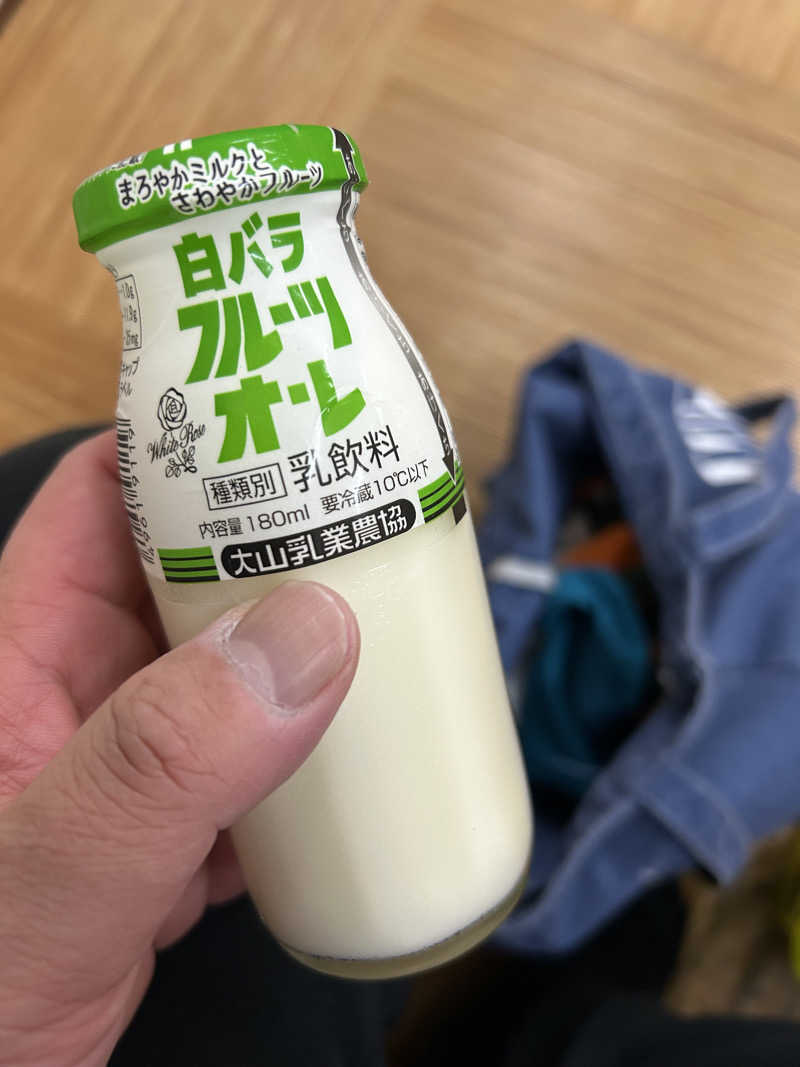 まろやかミルクと
さわやかフルーツ
白バラ
フルーツ
オ・レ
White Rose
種類別 乳飲料
内容量 180ml 要冷蔵10℃以下
大山乳業農協